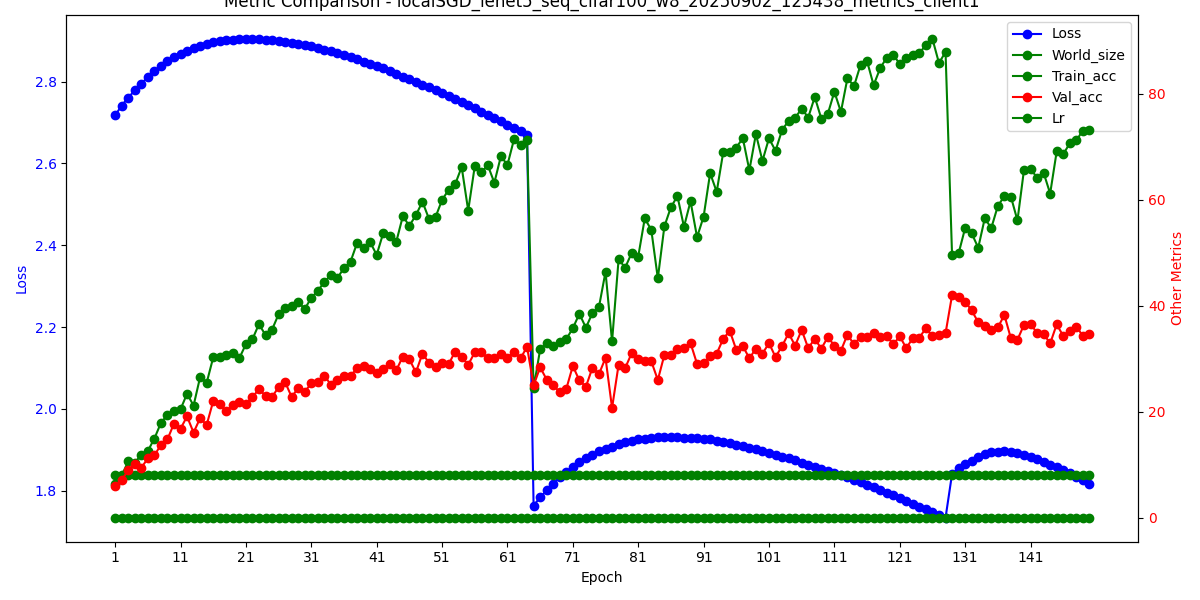 Metric Comparison - localSGD_lenet5_seq_cifar100_w8_20250902_125438_metrics_client1
Loss
World_size
Train_acc
Val_acc
Lr
2.8
2.6
2.4
2.2
2.0
1.8
Loss
80
60
40
20
0
Other Metrics
1 11 21 31 41 51 61 71 81 91 101 111 121 131 141
Epoch